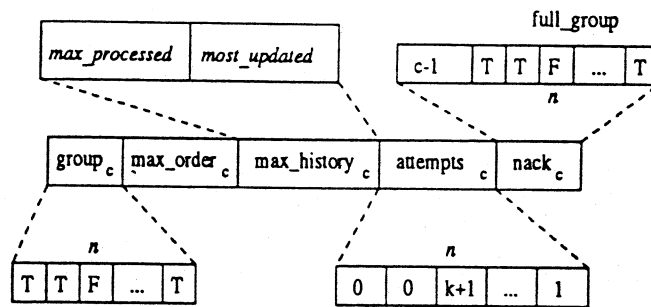 full_group
max_processed most_updated
c-1 T T F ... T
n
group c max_order c max_history c attempts c nack c
n
n
T T F ... T
0 0 k+1 ... 1